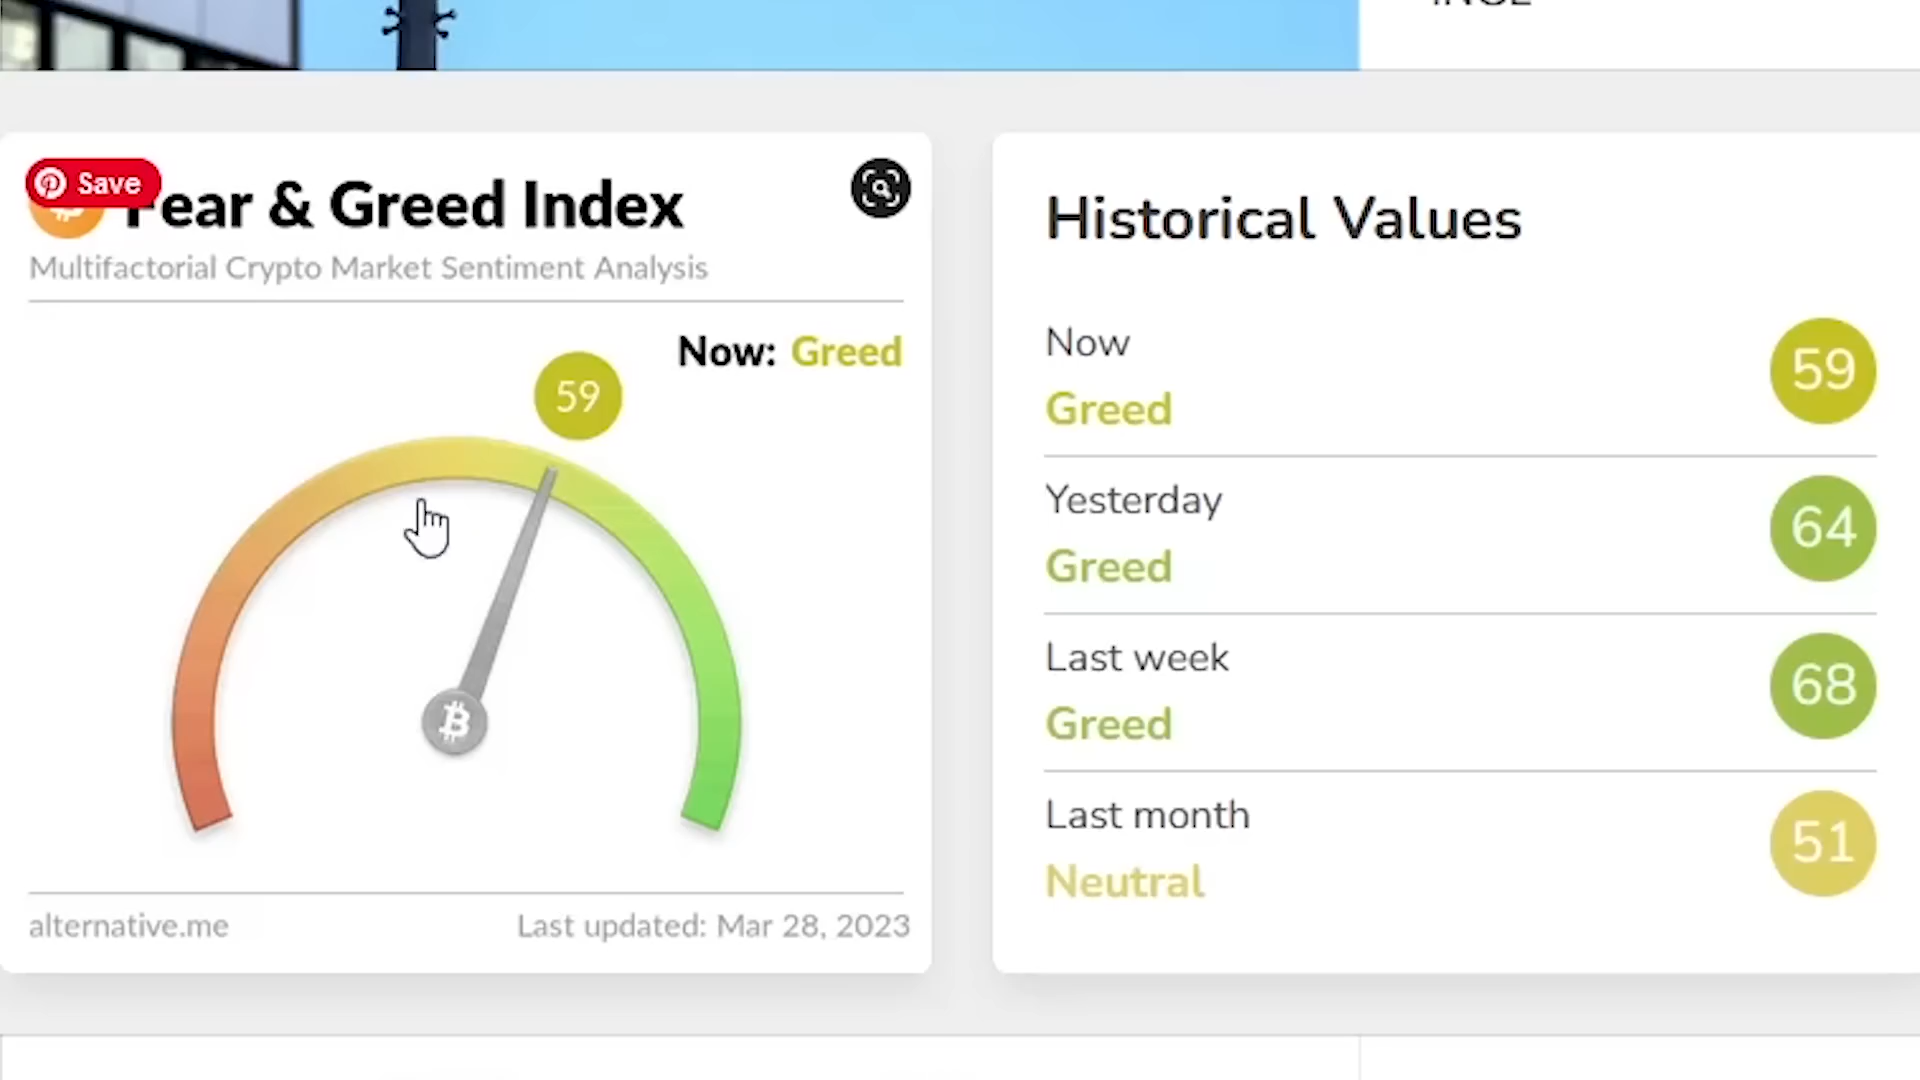 Save
Fear & Greed Index
Multifactorial Crypto Market Sentiment Analysis
Now: Greed
59
alternative.me
Last updated: Mar 28, 2023
Historical Values
Now
Greed
59
Yesterday
Greed
64
Last week
Greed
68
Last month
Neutral
51